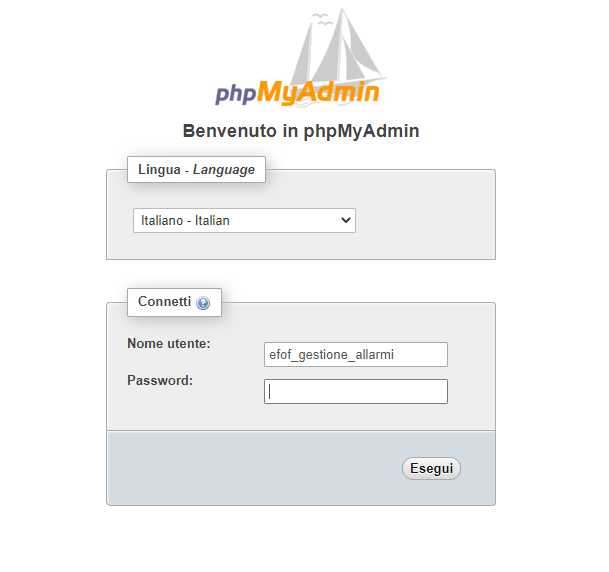 phpMyAdmin
Benvenuto in phpMyAdmin
Lingua - Language
Italiano - Italian
Connetti
Nome utente:
efof_gestione_allarmi
Password:
Esegui